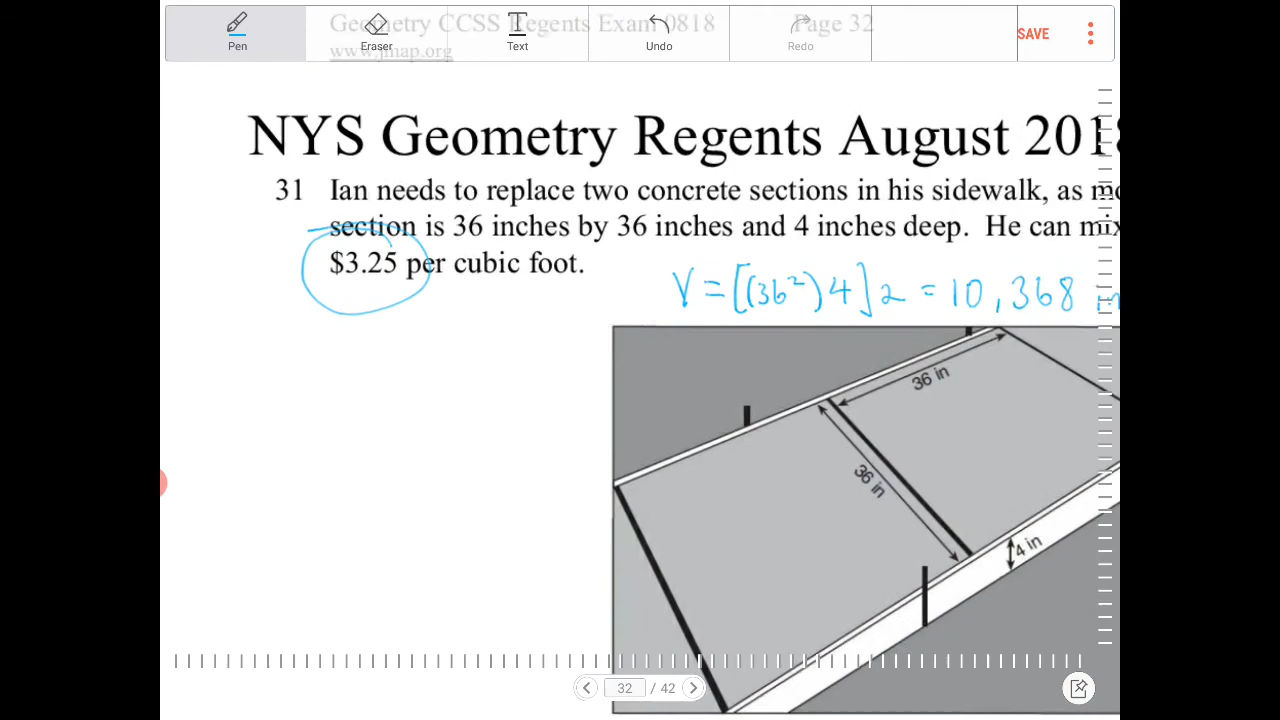 Geometry CCSS Regents Exam 0818 Page 32
www.jmap.org
Pen
Eraser
Text
Undo
Redo
SAVE
NYS Geometry Regents August 2018
31 Ian needs to replace two concrete sections in his sidewalk, as mo
section is 36 inches by 36 inches and 4 inches deep. He can mix
$3.25 per cubic foot.
V = [(36²)4]2 = 10,368
36 in
36 in
4 in
32 / 42